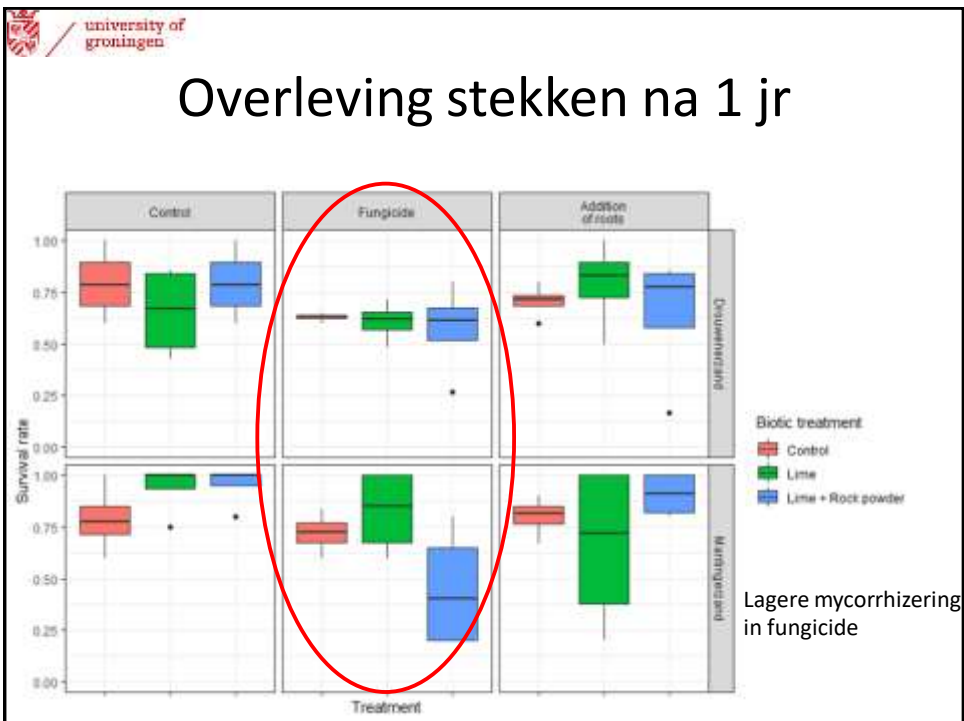 university of
groningen
Overleving stekken na 1 jr
Control
Fungicide
Addition
of roots
1.00
0.75
0.50
0.25
0.00
Drouwenerzand
1.00
0.75
0.50
0.25
0.00
Mantingerzand
Survival rate
Treatment
Biotic treatment
Control
Lime
Lime + Rock powder
Lagere mycorrhizering
in fungicide